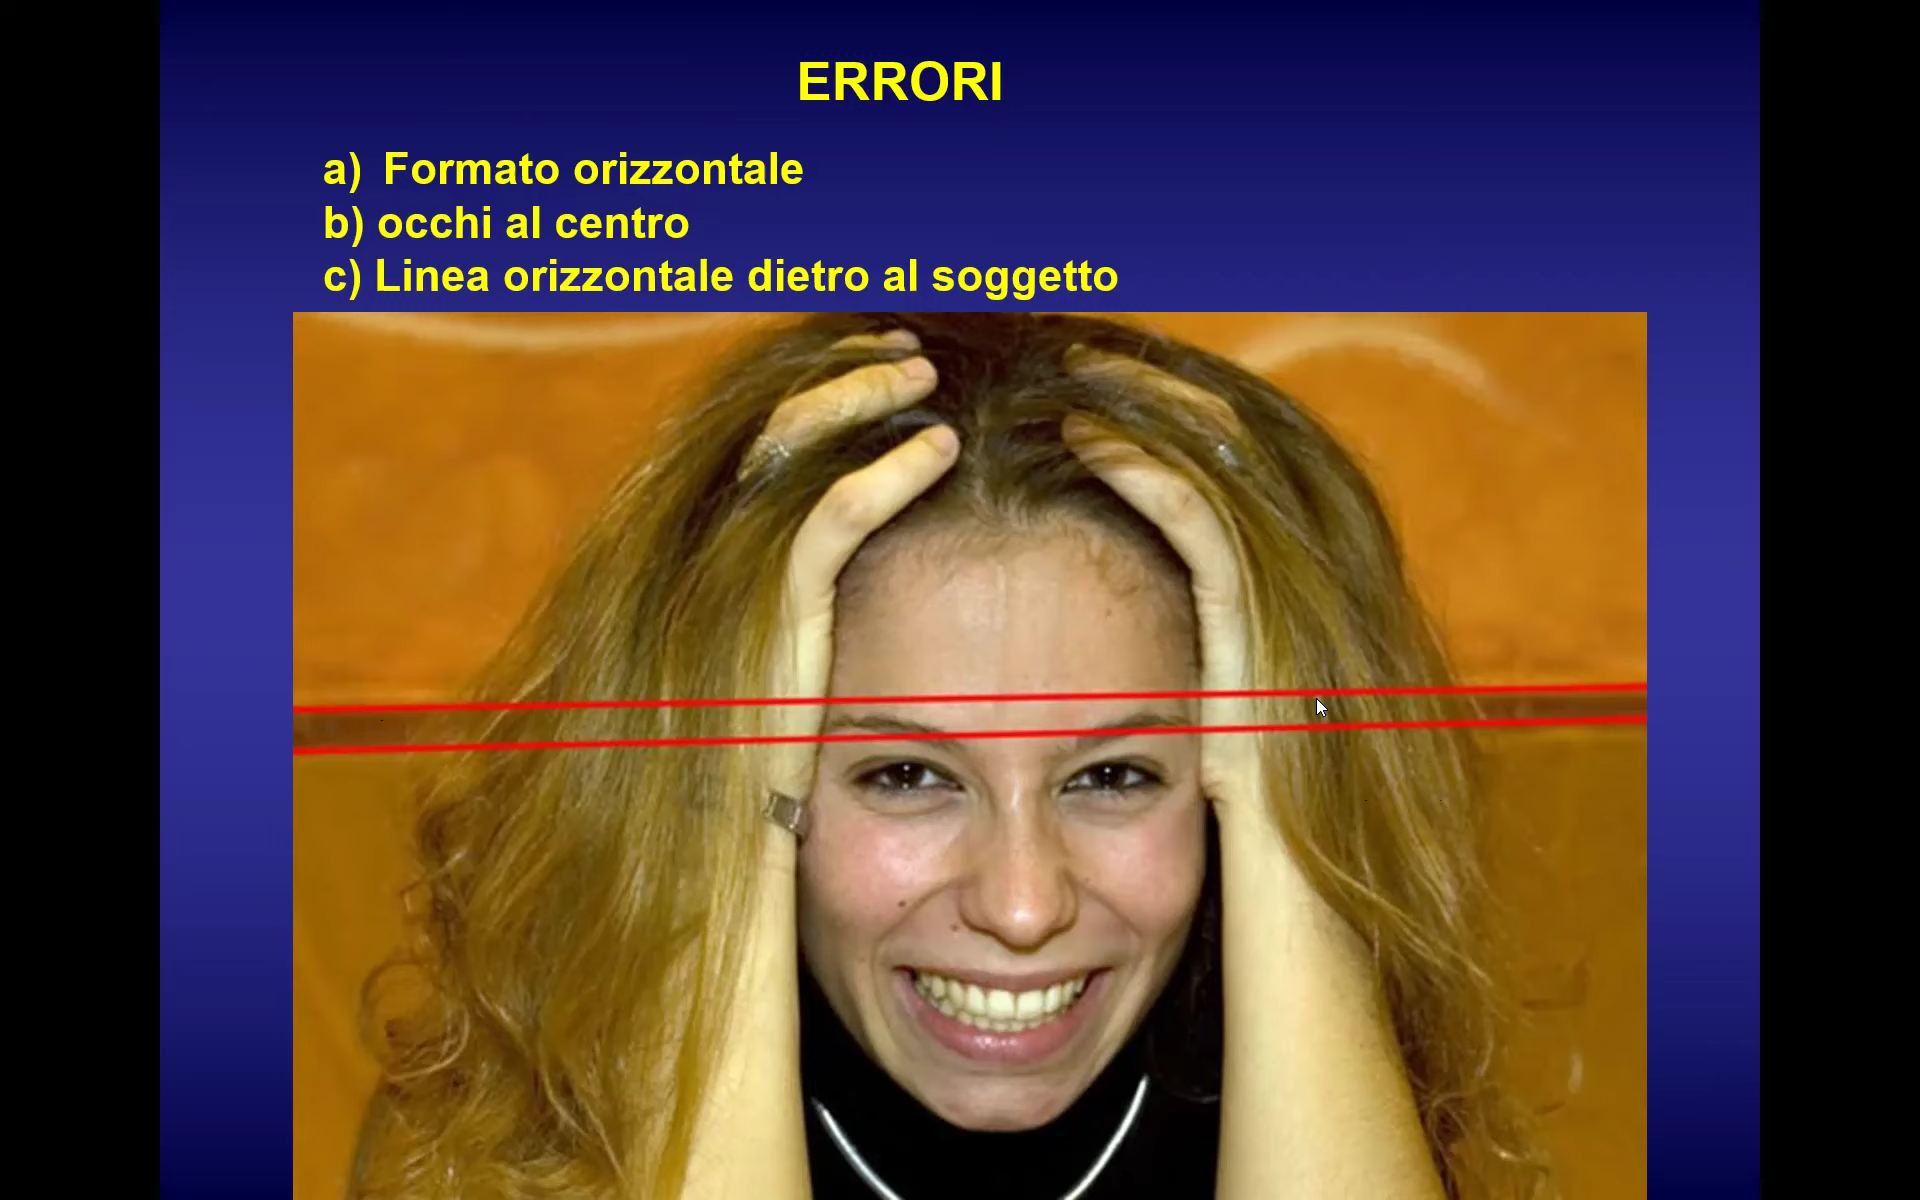 ERRORI
a) Formato orizzontale
b) occhi al centro
c) Linea orizzontale dietro al soggetto